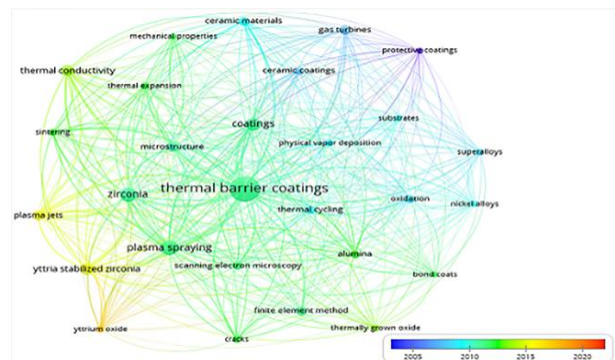 ceramic materials
gas turbines
mechanical properties
protective coatings
thermal conductivity
ceramic coatings
thermal expansion
substrates
coatings
sintering
physical vapor deposition
microstructure
superalloys
thermal barrier coatings
zirconia
oxidation
nickel alloys
thermal cycling
plasma jets
plasma spraying
alumina
scanning electron microscopy
yttria stabilized zirconia
bond coats
finite element method
yttrium oxide
thermally grown oxide
cracks
2005 2010 2015 2020